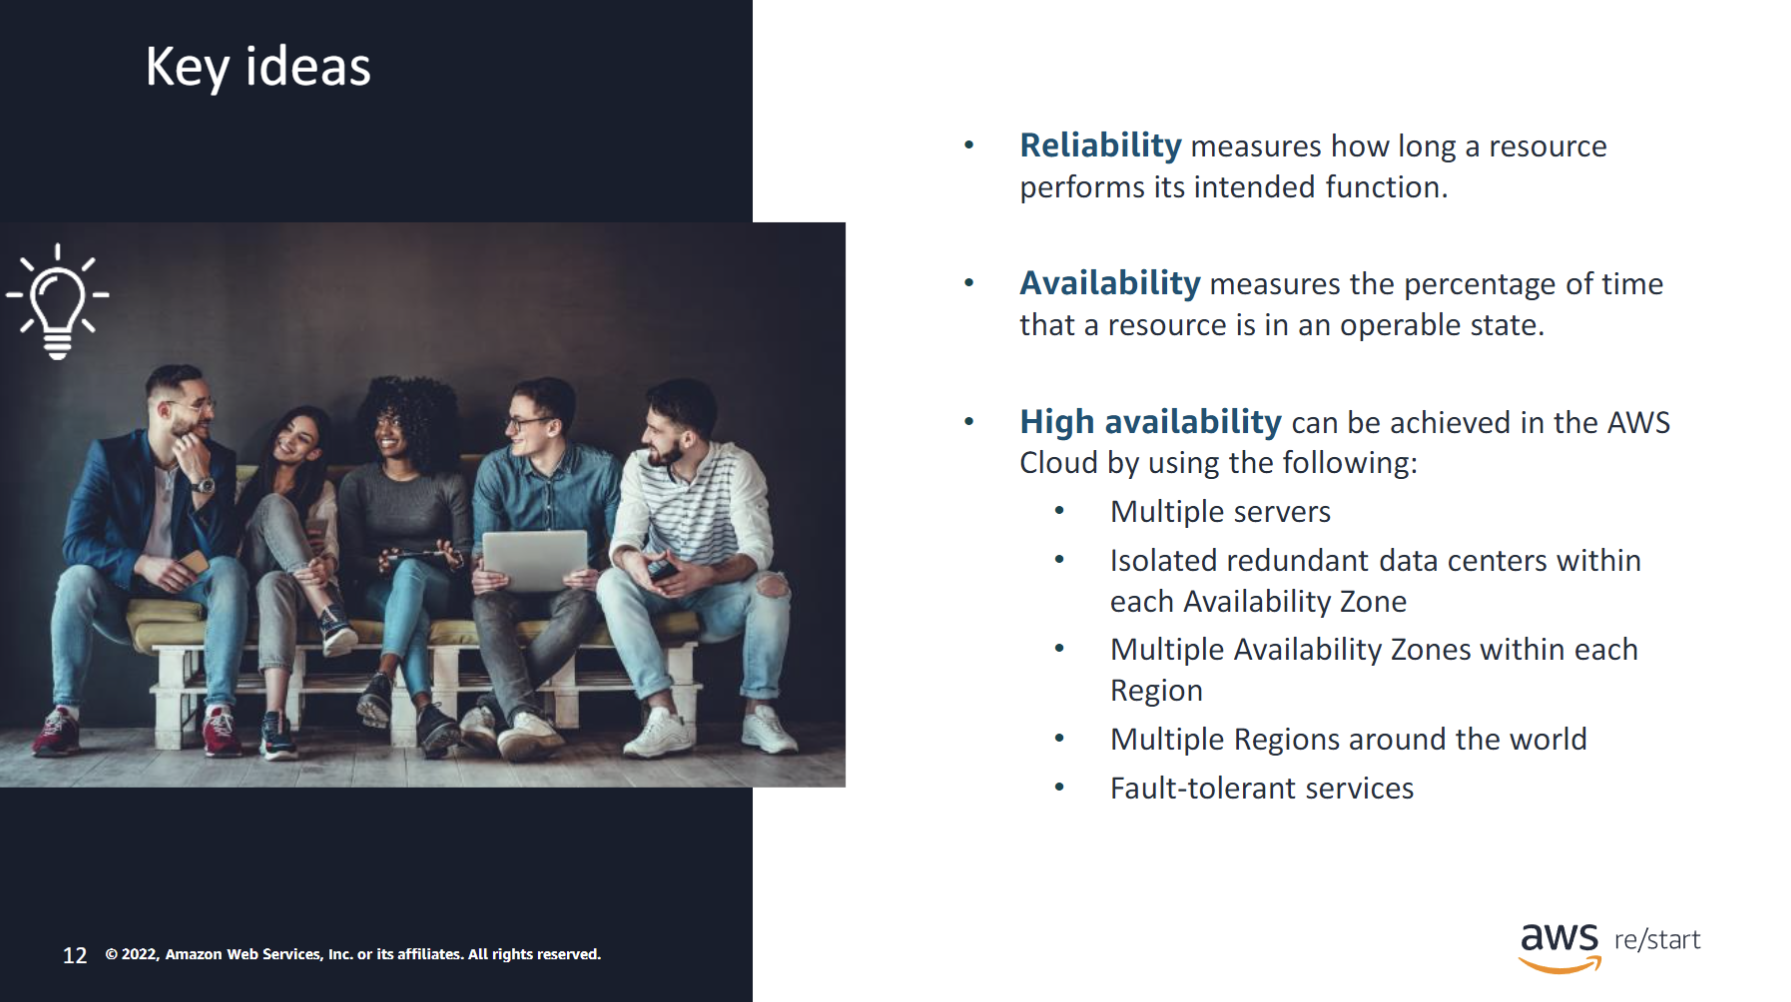 Key ideas
• Reliability measures how long a resource
performs its intended function.
• Availability measures the percentage of time
that a resource is in an operable state.
• High availability can be achieved in the AWS
Cloud by using the following:
• Multiple servers
• Isolated redundant data centers within
each Availability Zone
• Multiple Availability Zones within each
Region
• Multiple Regions around the world
• Fault-tolerant services
12 © 2022, Amazon Web Services, Inc. or its affiliates. All rights reserved.
aws re/start